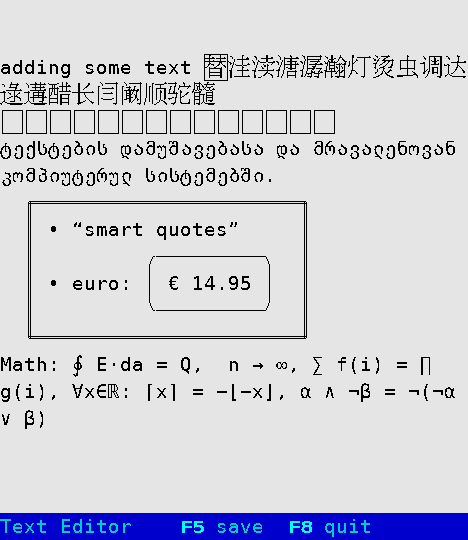 adding some text 替洼渎溏潺瀚灯烫虫调达
逯遘醋长闫阚顺驼髓
ტექსტების დამუშავებასა და მრავალენოვან
კომპიუტერულ სისტემებში.
• “smart quotes”
• euro: € 14.95
Math: ∮ E⋅da = Q,  n → ∞, ∑ f(i) = ∏
g(i), ∀x∈ℝ: ⌈x⌉ = −⌊−x⌋, α ∧ ¬β = ¬(¬α
∨ β)
Text Editor    F5 save  F8 quit